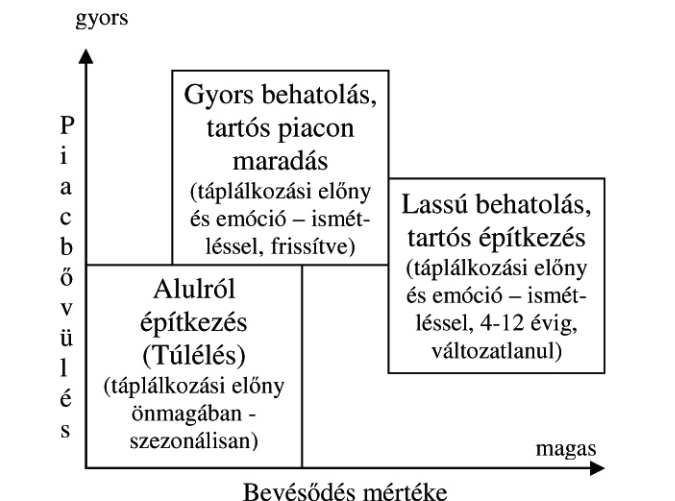 gyors
Piacbővülés
Gyors behatolás,
tartós piacon
maradás
(táplálkozási előny
és emóció – ismét-
léssel, frissítve)
Lassú behatolás,
tartós építkezés
(táplálkozási előny
és emóció – ismét-
léssel, 4-12 évig,
változatlanul)
Alulról
építkezés
(Túlélés)
(táplálkozási előny
önmagában -
szezonálisan)
magas
Bevésődés mértéke